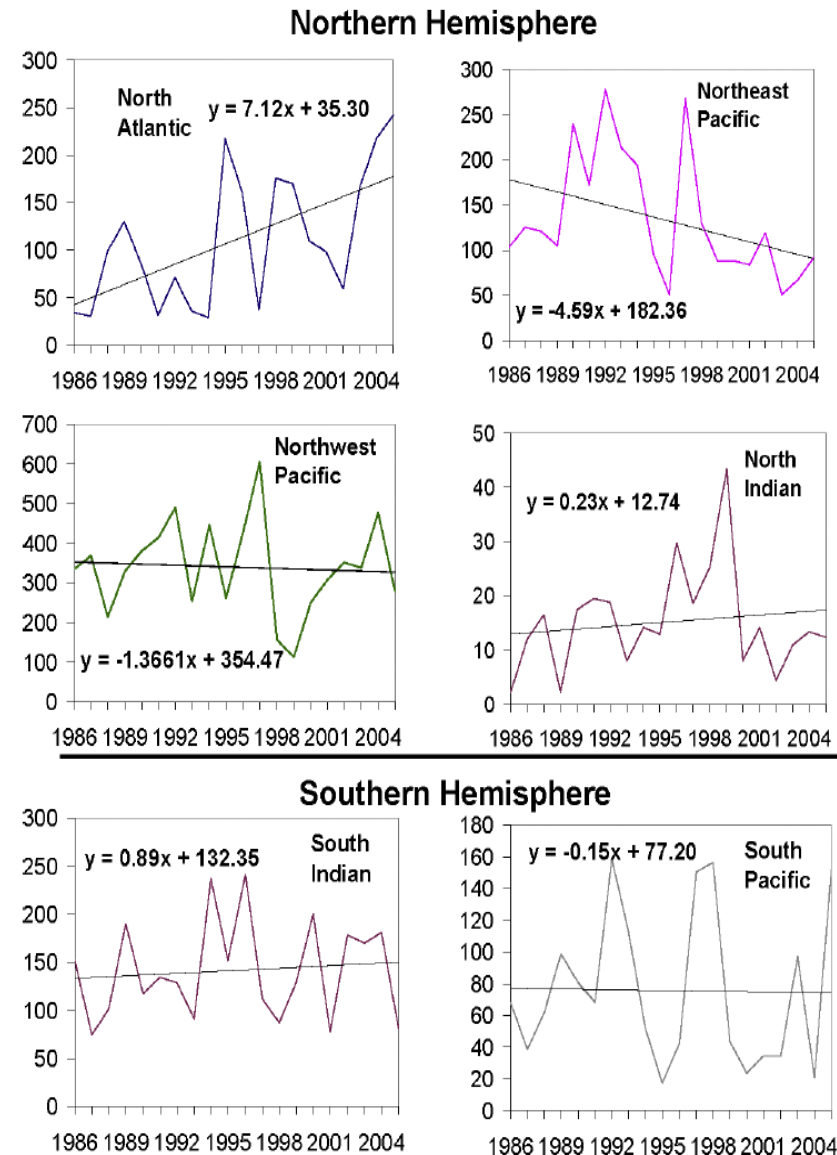 Northern Hemisphere
300
250
200
150
100
50
0
North
Atlantic
y = 7.12x + 35.30
1986 1989 1992 1995 1998 2001 2004
300
250
200
150
100
50
0
Northeast
Pacific
y = -4.59x + 182.36
1986 1989 1992 1995 1998 2001 2004
700
600
500
400
300
200
100
0
Northwest
Pacific
y = -1.3661x + 354.47
1986 1989 1992 1995 1998 2001 2004
50
40
30
20
10
0
North
Indian
y = 0.23x + 12.74
1986 1989 1992 1995 1998 2001 2004
Southern Hemisphere
300
250
200
150
100
50
0
y = 0.89x + 132.35
South
Indian
1986 1989 1992 1995 1998 2001 2004
180
160
140
120
100
80
60
40
20
0
y = -0.15x + 77.20
South
Pacific
1986 1989 1992 1995 1998 2001 2004